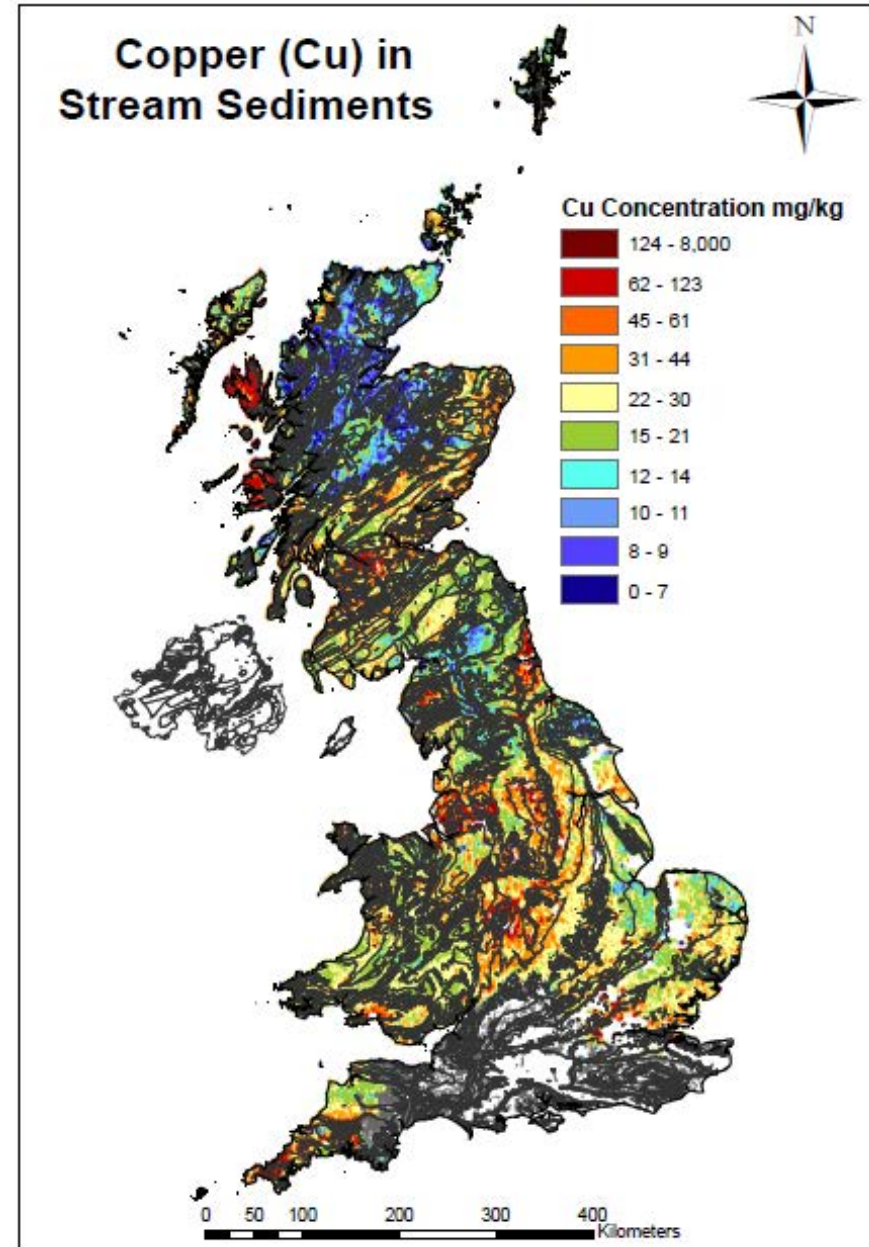 Copper (Cu) in
Stream Sediments
N
Cu Concentration mg/kg
124 - 8,000
62 - 123
45 - 61
31 - 44
22 - 30
15 - 21
12 - 14
10 - 11
8 - 9
0 - 7
0 50 100 200 300 400
Kilometers